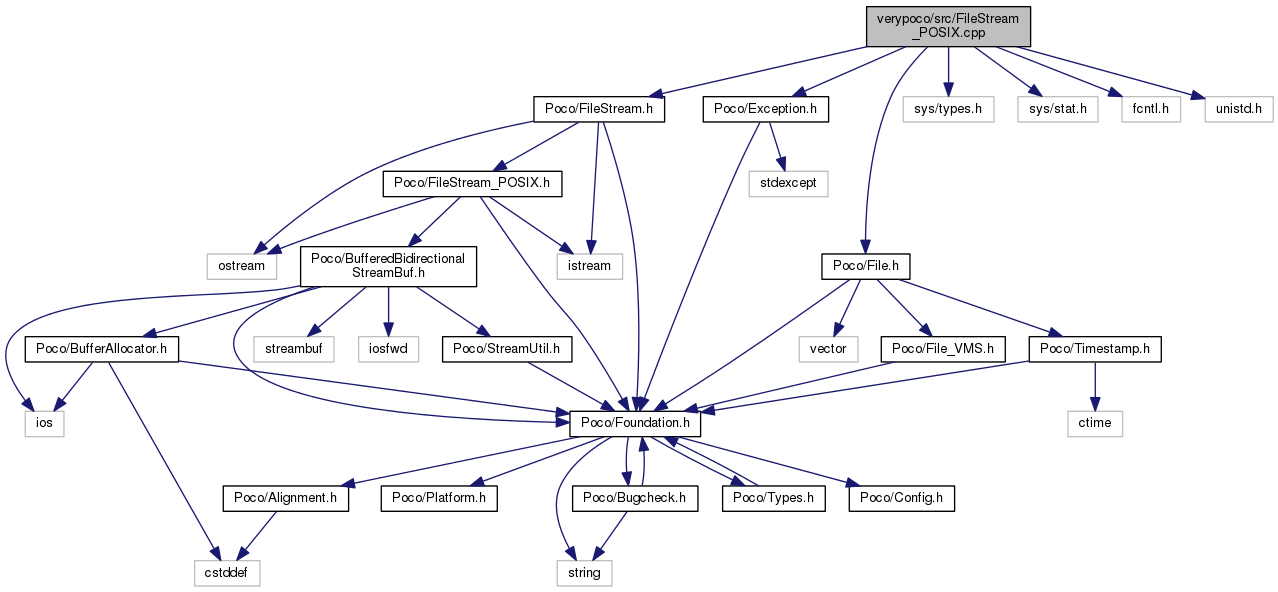 verypoco/src/FileStream
_POSIX.cpp
Poco/FileStream.h
Poco/Exception.h
sys/types.h
sys/stat.h
fcntl.h
unistd.h
Poco/FileStream_POSIX.h
stdexcept
ostream
Poco/BufferedBidirectional
StreamBuf.h
istream
Poco/File.h
Poco/BufferAllocator.h
streambuf
iosfwd
Poco/StreamUtil.h
vector
Poco/File_VMS.h
Poco/Timestamp.h
ios
Poco/Foundation.h
ctime
Poco/Alignment.h
Poco/Platform.h
Poco/Bugcheck.h
Poco/Types.h
Poco/Config.h
cstddef
string